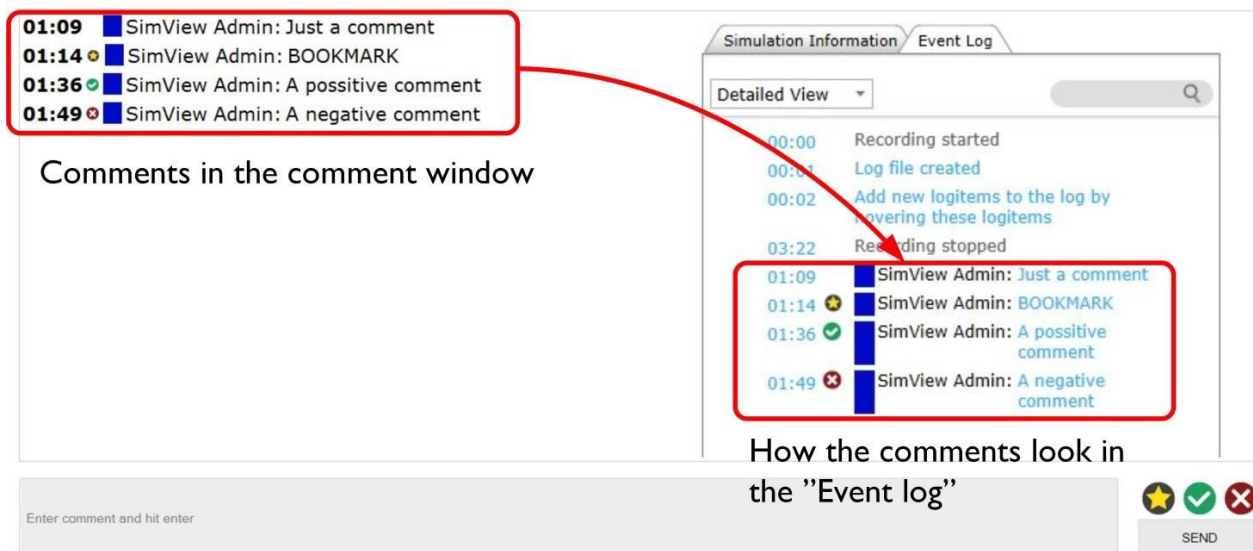 01:09 SimView Admin: Just a comment
01:14 SimView Admin: BOOKMARK
01:36 SimView Admin: A possitive comment
01:49 SimView Admin: A negative comment
Comments in the comment window
Simulation Information Event Log
Detailed View
00:00 Recording started
00:01 Log file created
00:02 Add new logitems to the log by
hovering these logitems
03:22 Recording stopped
01:09 SimView Admin: Just a comment
01:14 SimView Admin: BOOKMARK
01:36 SimView Admin: A possitive
comment
01:49 SimView Admin: A negative
comment
How the comments look in
the ”Event log”
Enter comment and hit enter
SEND